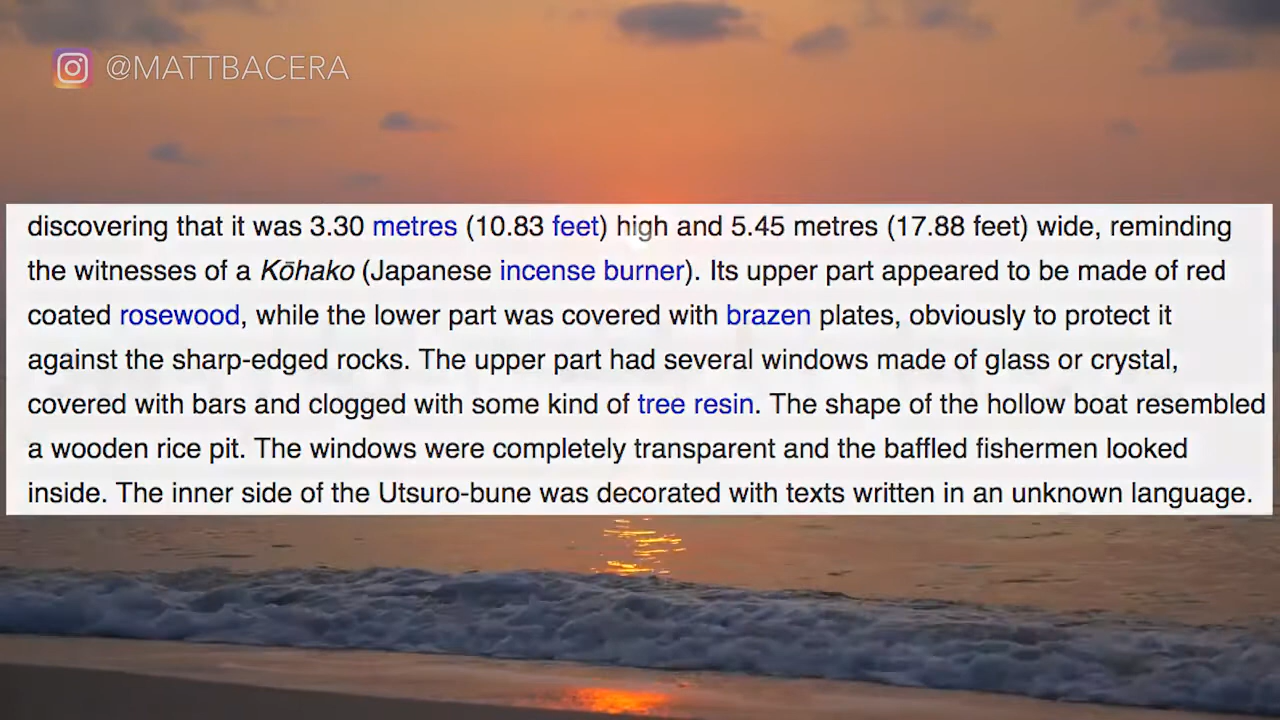 @MATTBACERA
discovering that it was 3.30 metres (10.83 feet) high and 5.45 metres (17.88 feet) wide, reminding
the witnesses of a Kōhako (Japanese incense burner). Its upper part appeared to be made of red
coated rosewood, while the lower part was covered with brazen plates, obviously to protect it
against the sharp-edged rocks. The upper part had several windows made of glass or crystal,
covered with bars and clogged with some kind of tree resin. The shape of the hollow boat resembled
a wooden rice pit. The windows were completely transparent and the baffled fishermen looked
inside. The inner side of the Utsuro-bune was decorated with texts written in an unknown language.